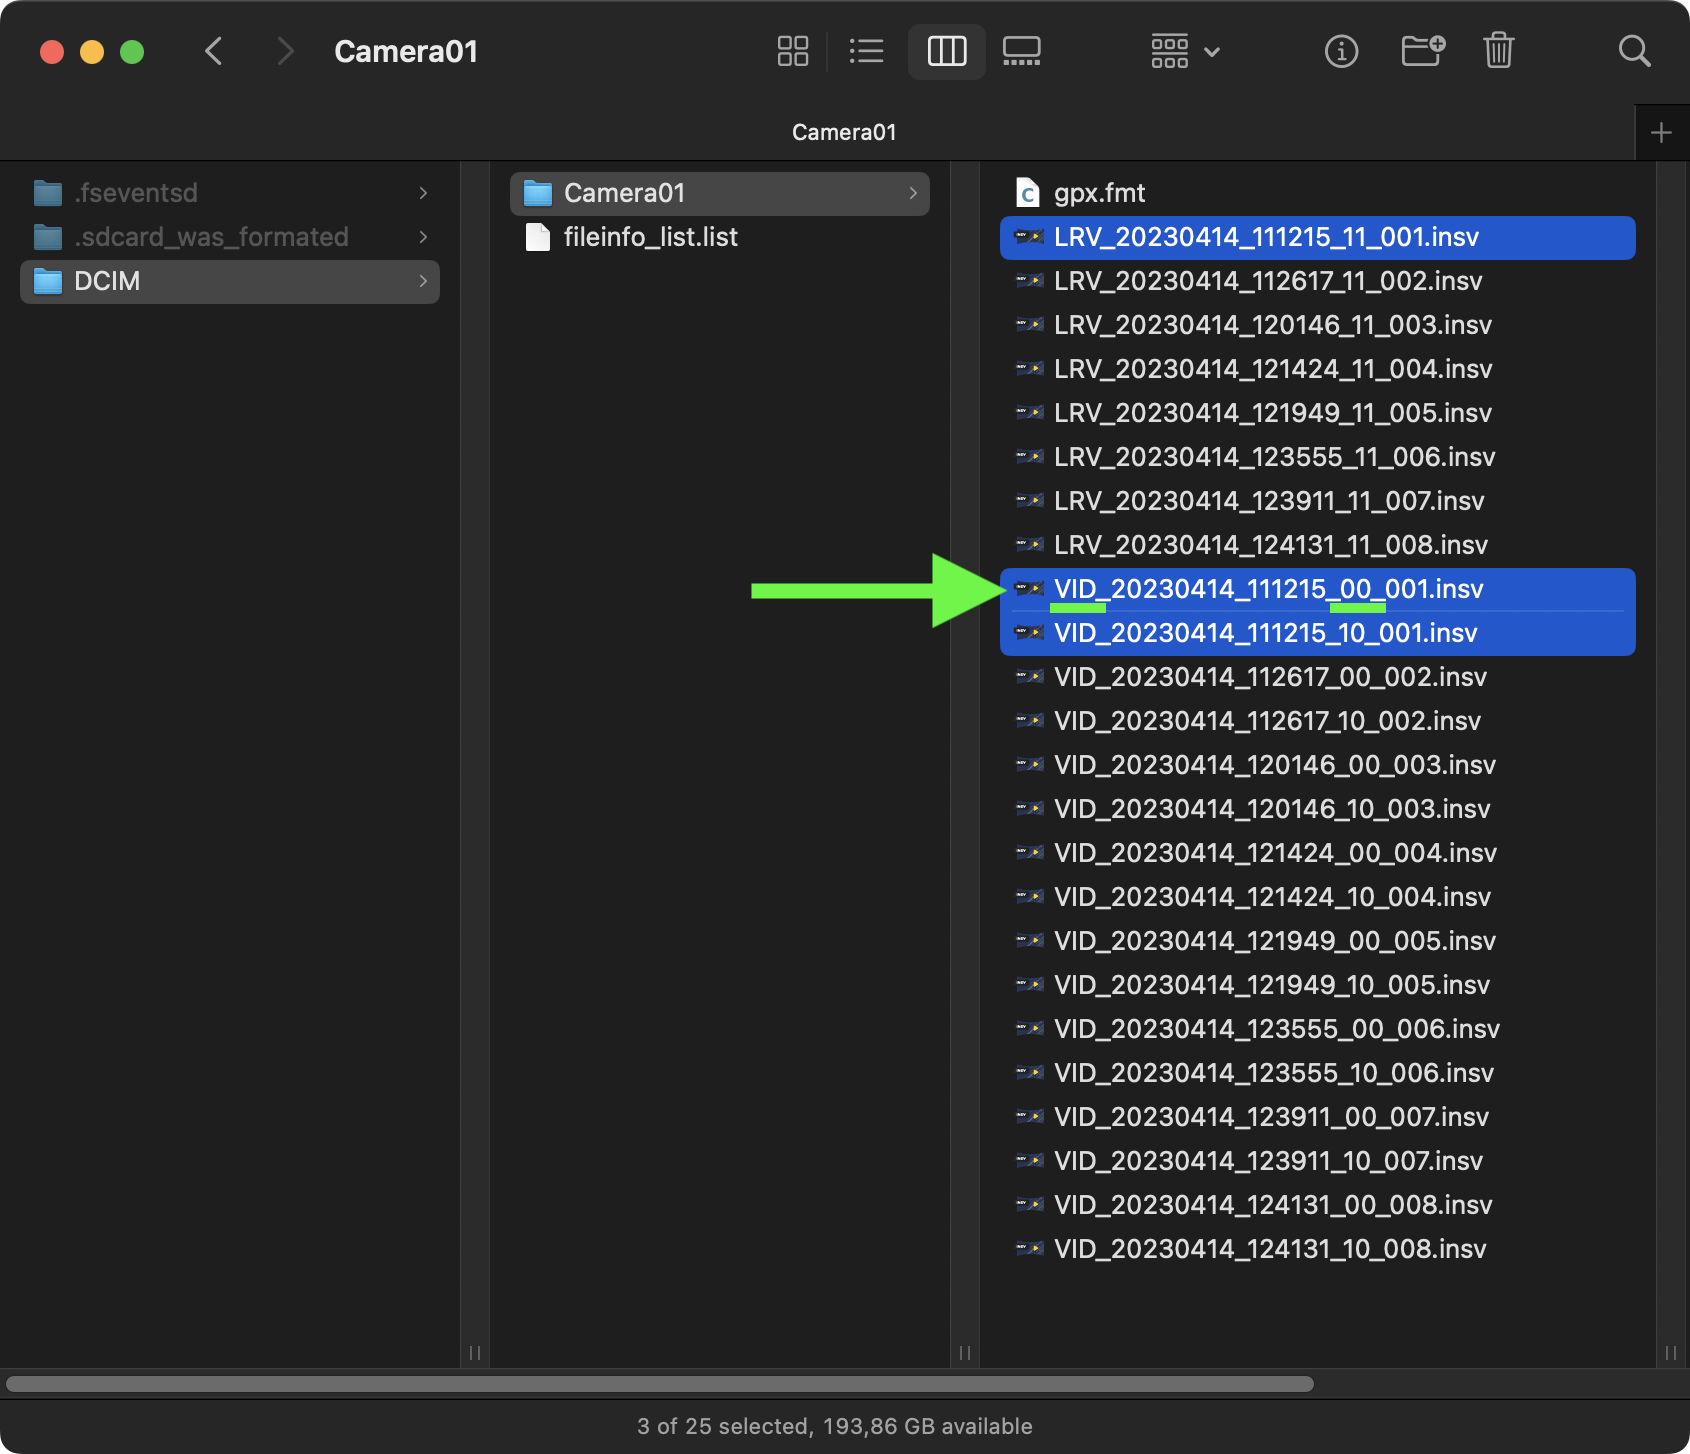 Camera01
Camera01
.fseventsd
.sdcard_was_formated
DCIM
Camera01
fileinfo_list.list
gpx.fmt
LRV_20230414_111215_11_001.insv
LRV_20230414_112617_11_002.insv
LRV_20230414_120146_11_003.insv
LRV_20230414_121424_11_004.insv
LRV_20230414_121949_11_005.insv
LRV_20230414_123555_11_006.insv
LRV_20230414_123911_11_007.insv
LRV_20230414_124131_11_008.insv
VID_20230414_111215_00_001.insv
VID_20230414_111215_10_001.insv
VID_20230414_112617_00_002.insv
VID_20230414_112617_10_002.insv
VID_20230414_120146_00_003.insv
VID_20230414_120146_10_003.insv
VID_20230414_121424_00_004.insv
VID_20230414_121424_10_004.insv
VID_20230414_121949_00_005.insv
VID_20230414_121949_10_005.insv
VID_20230414_123555_00_006.insv
VID_20230414_123555_10_006.insv
VID_20230414_123911_00_007.insv
VID_20230414_123911_10_007.insv
VID_20230414_124131_00_008.insv
VID_20230414_124131_10_008.insv
3 of 25 selected, 193,86 GB available